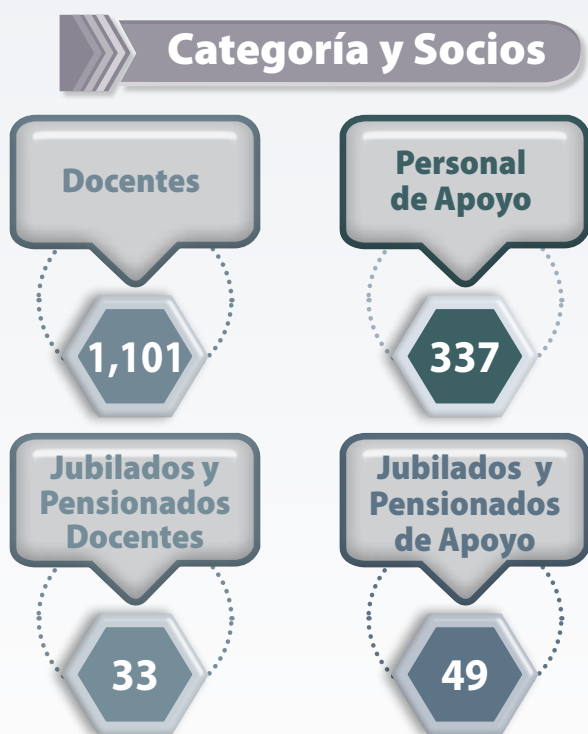 Categoría y Socios
Docentes
1,101
Personal
de Apoyo
337
Jubilados y
Pensionados
Docentes
33
Jubilados y
Pensionados
de Apoyo
49